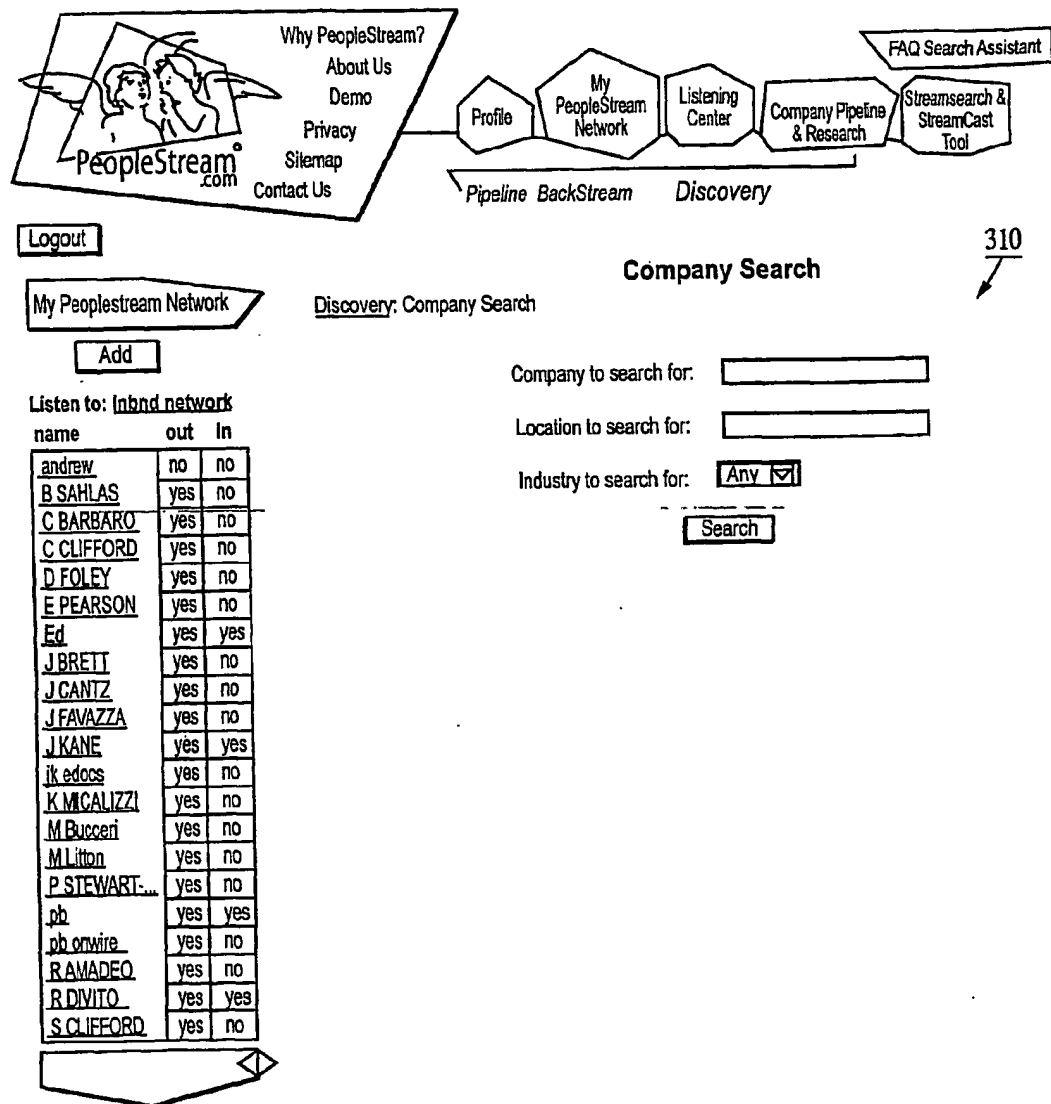 Why PeopleStream?
About Us
Demo
Privacy
Sitemap
Contact Us
PeopleStream
.com
FAQ Search Assistant
Profile
My
PeopleStream
Network
Listening
Center
Company Pipeline
& Research
Streamsearch &
StreamCast
Tool
Pipeline BackStream Discovery
Logout
310
Company Search
My Peoplestream Network
Discovery: Company Search
Add
Company to search for:
Location to search for:
Industry to search for: Any
Search
Listen to: Inbnd network
name out In
andrew no no
B SAHLAS yes no
C BARBARO yes no
C CLIFFORD yes no
D FOLEY yes no
E PEARSON yes no
Ed yes yes
J BRETT yes no
J CANTZ yes no
J FAVAZZA yes no
J KANE yes yes
jk edocs yes no
K MICALIZZI yes no
M Bucceri yes no
M Litton yes no
P STEWART-... yes no
pb yes yes
pb onwire yes no
R AMADEO yes no
R DIVITO yes yes
S CLIFFORD yes no